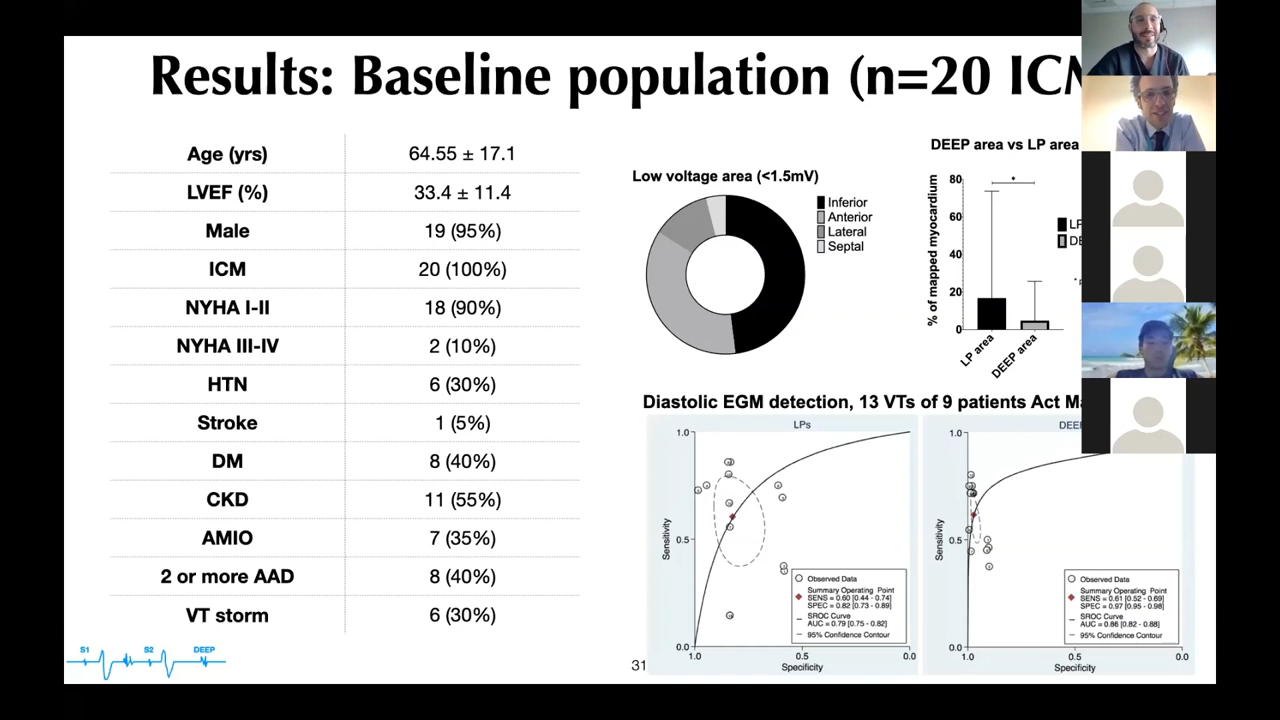 Results: Baseline population (n=20 ICM
Age (yrs) 64.55 ± 17.1
LVEF (%) 33.4 ± 11.4
Male 19 (95%)
ICM 20 (100%)
NYHA I-II 18 (90%)
NYHA III-IV 2 (10%)
HTN 6 (30%)
Stroke 1 (5%)
DM 8 (40%)
CKD 11 (55%)
AMIO 7 (35%)
2 or more AAD 8 (40%)
VT storm 6 (30%)
S1 S2 DEEP
Low voltage area (<1.5mV)
Inferior
Anterior
Lateral
Septal
DEEP area vs LP area
% of mapped myocardium
80
60
40
20
0
*
LP area
DEEP area
LP
DE
Diastolic EGM detection, 13 VTs of 9 patients Act Ma
LPs
Sensitivity
1.0
0.5
0.0
Observed Data
Summary Operating Point
SENS = 0.60 [0.44 - 0.74]
SPEC = 0.82 [0.73 - 0.89]
SROC Curve
AUC = 0.79 [0.75 - 0.82]
95% Confidence Contour
1.0 0.5 0.0
Specificity
DEE
Sensitivity
1.0
0.5
0.0
Observed Data
Summary Operating Point
SENS = 0.61 [0.52 - 0.69]
SPEC = 0.97 [0.95 - 0.98]
SROC Curve
AUC = 0.86 [0.82 - 0.88]
95% Confidence Contour
1.0 0.5 0.0
Specificity
31